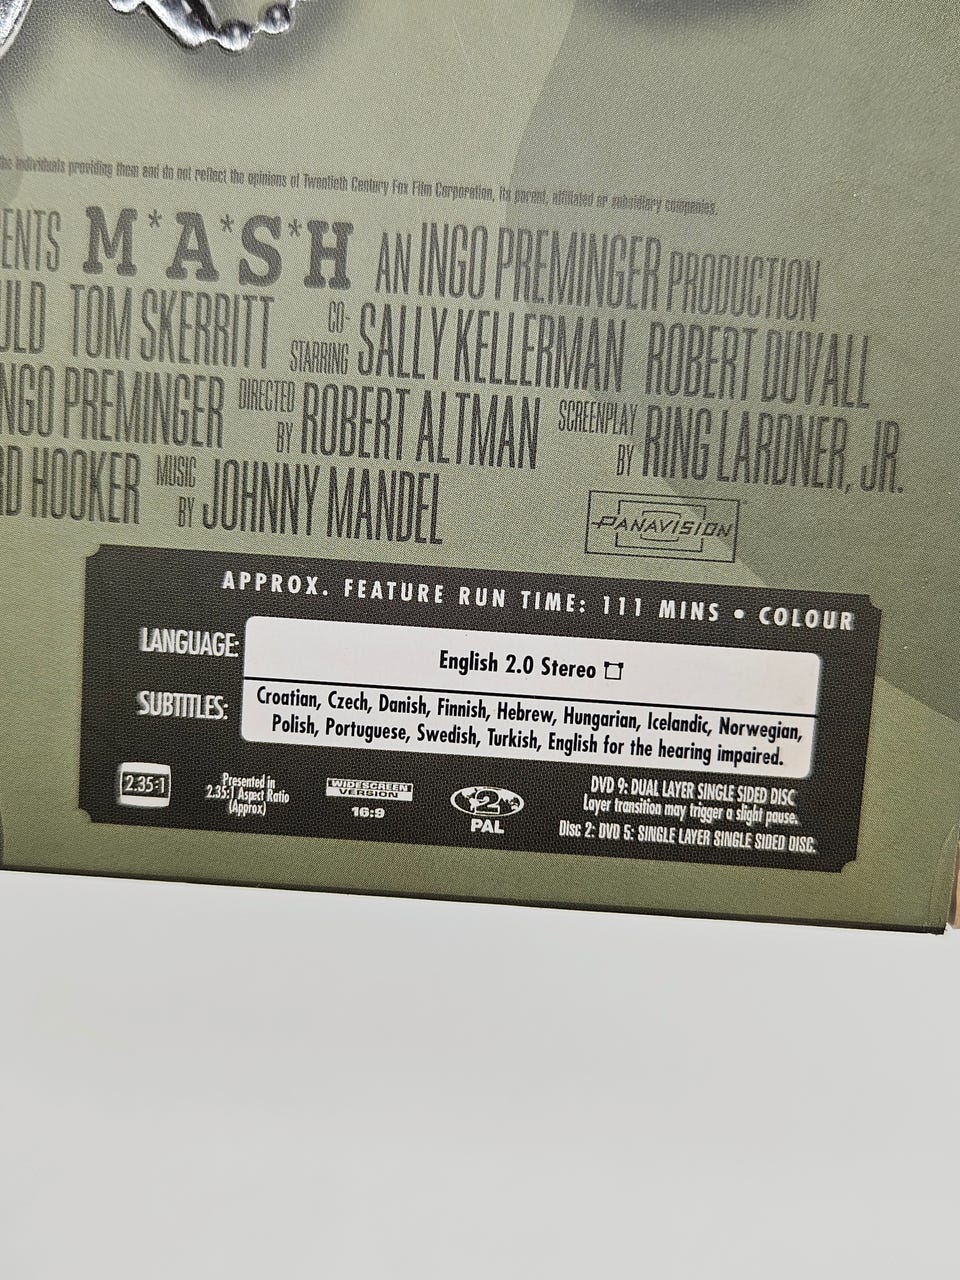 the individuals providing them and do not reflect the opinions of Twentieth Century Fox Film Corporation, its parent, affiliated or subsidiary companies.
ENTS M*A*S*H AN INGO PREMINGER PRODUCTION
ULD TOM SKERRITT CO-STARRING SALLY KELLERMAN ROBERT DUVALL
NGO PREMINGER DIRECTED BY ROBERT ALTMAN SCREENPLAY BY RING LARDNER, JR.
RD HOOKER MUSIC BY JOHNNY MANDEL
PANAVISION
APPROX. FEATURE RUN TIME: 111 MINS • COLOUR
LANGUAGE: English 2.0 Stereo
SUBTITLES: Croatian, Czech, Danish, Finnish, Hebrew, Hungarian, Icelandic, Norwegian,
Polish, Portuguese, Swedish, Turkish, English for the hearing impaired.
2.35:1
Presented in
2.35:1 Aspect Ratio
(Approx)
WIDESCREEN
VERSION
16:9
2
PAL
DVD 9: DUAL LAYER SINGLE SIDED DISC
Layer transition may trigger a slight pause.
Disc 2: DVD 5: SINGLE LAYER SINGLE SIDED DISC.